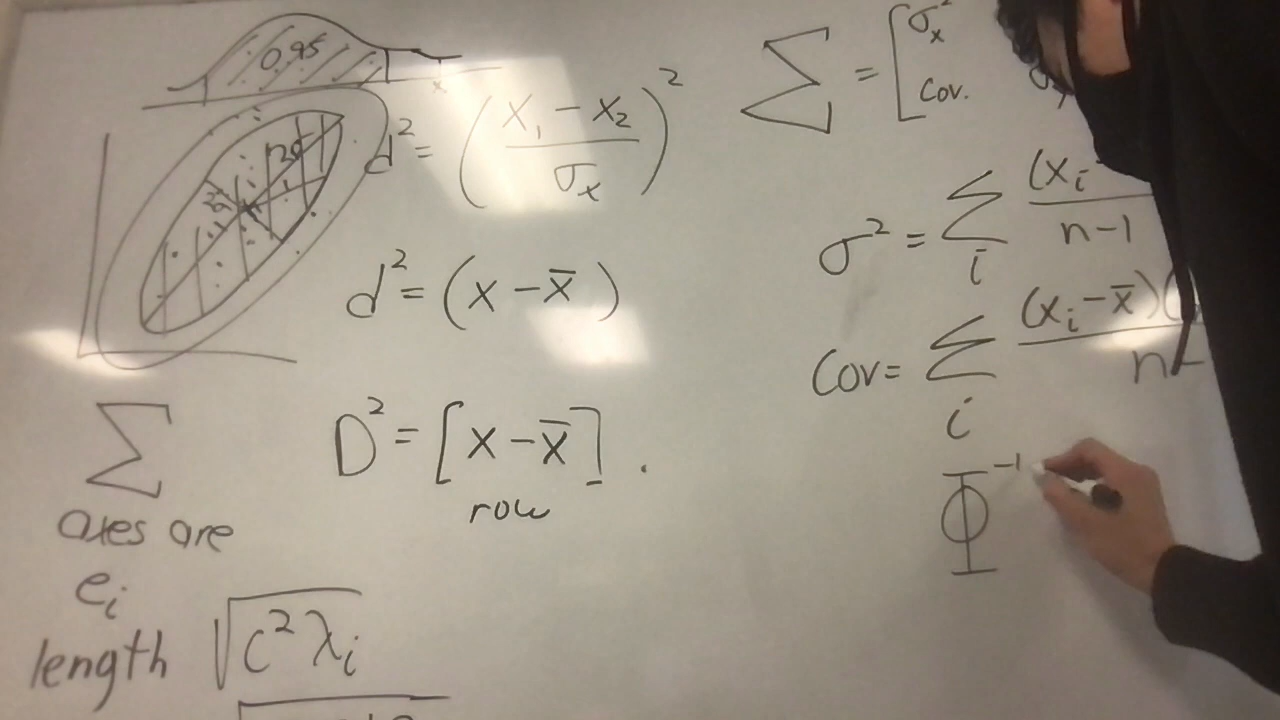 0.95
x
2σ
d² = (x₁ - x₂ / σₓ)²
d² = (x - x̄)
Σ
axes are
eᵢ
length √c²λᵢ
D² = [x - x̄] .
row
Σ = [σₓ²
Cov.
σ² = Σᵢ (xᵢ - / n-1
Cov = Σᵢ (xᵢ - x̄)( / n-
Φ⁻¹